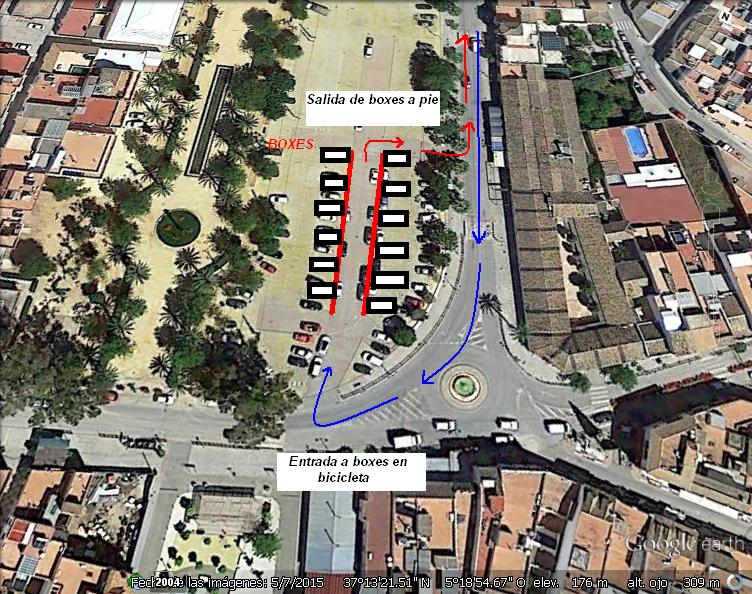 N
Salida de boxes a pie
BOXES
Entrada a boxes en
bicicleta
Google earth
2004
Fecha de las imágenes: 5/7/2015 37°13'21.51" N 5°18'54.67" O elev. 176 m alt. ojo 309 m